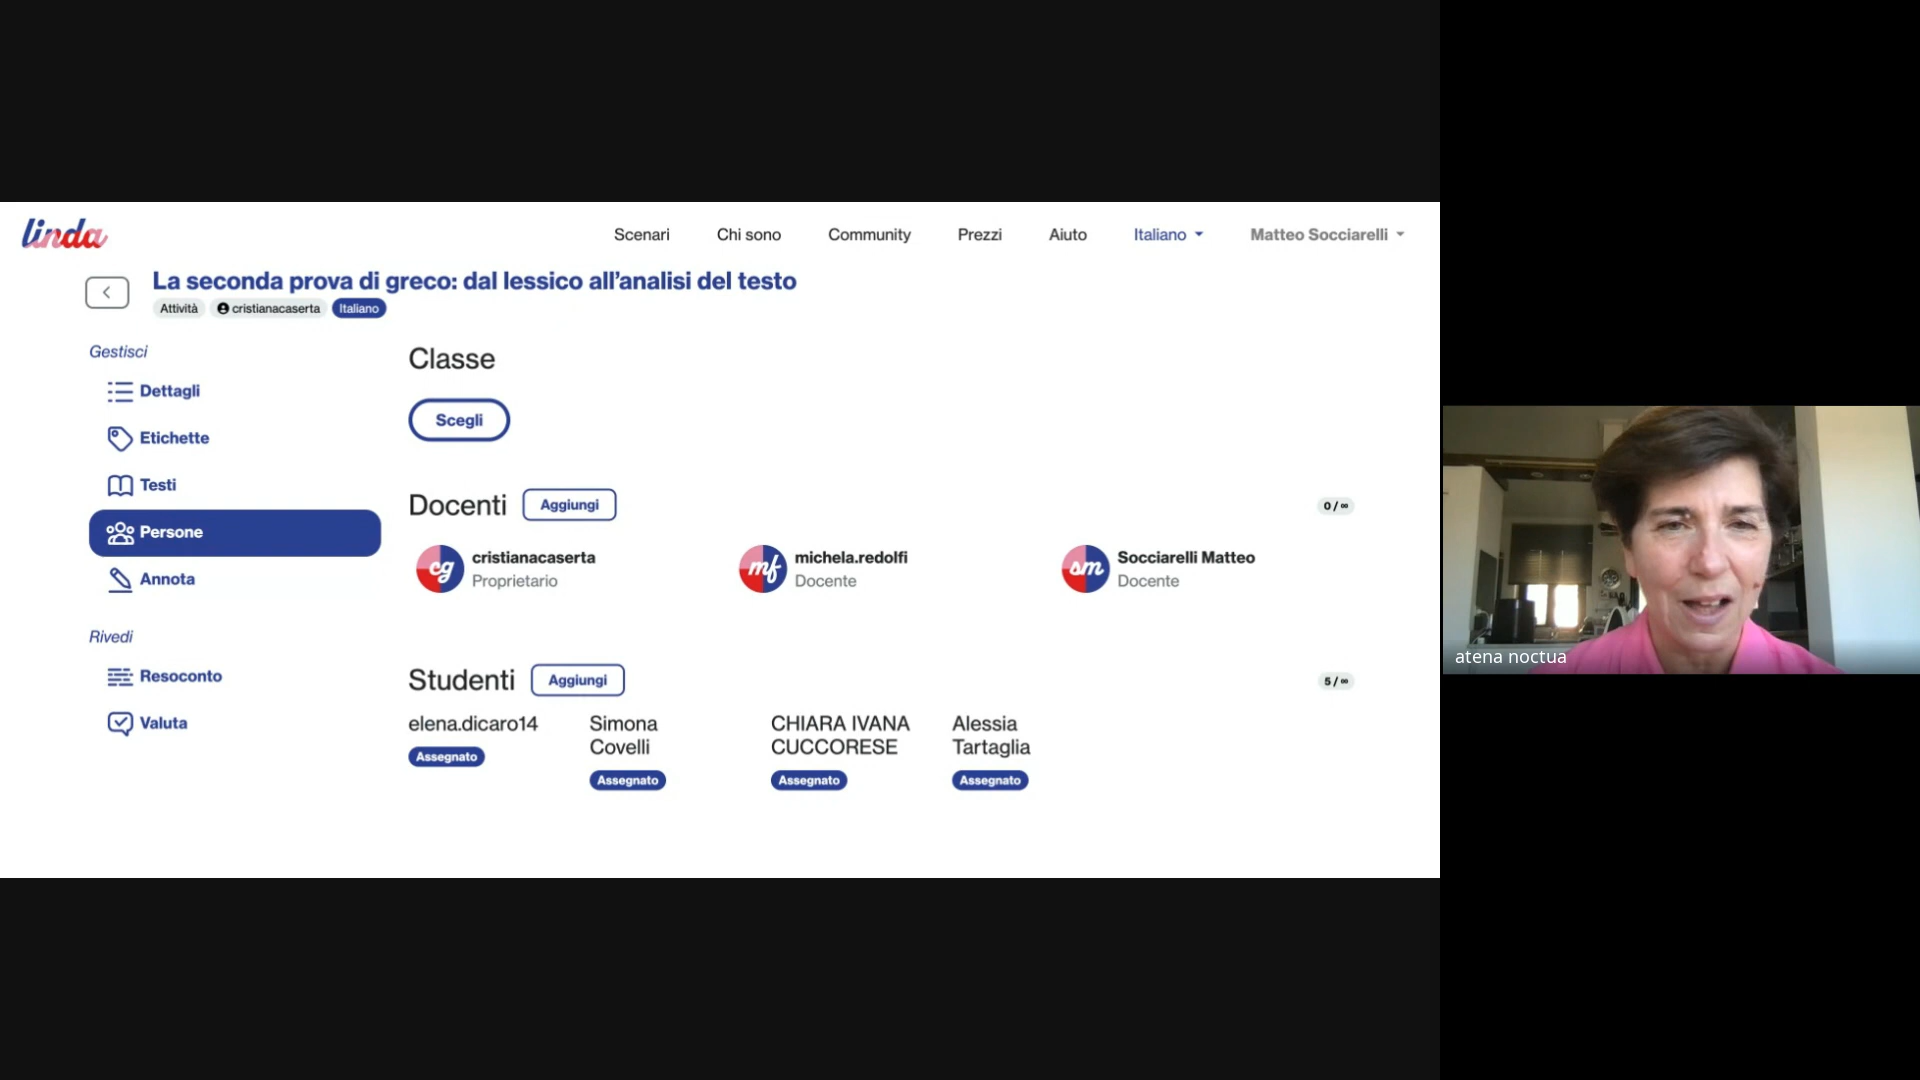 linda
Scenari
Chi sono
Community
Prezzi
Aiuto
Italiano
Matteo Socciarelli
La seconda prova di greco: dal lessico all’analisi del testo
Attività
cristianacaserta
Italiano
Gestisci
Dettagli
Etichette
Testi
Persone
Annota
Rivedi
Resoconto
Valuta
Classe
Scegli
Docenti
Aggiungi
0 / ∞
cg
cristianacaserta
Proprietario
mf
michela.redolfi
Docente
sm
Socciarelli Matteo
Docente
Studenti
Aggiungi
5 / ∞
elena.dicaro14
Assegnato
Simona
Covelli
Assegnato
CHIARA IVANA
CUCCORESE
Assegnato
Alessia
Tartaglia
Assegnato
atena noctua